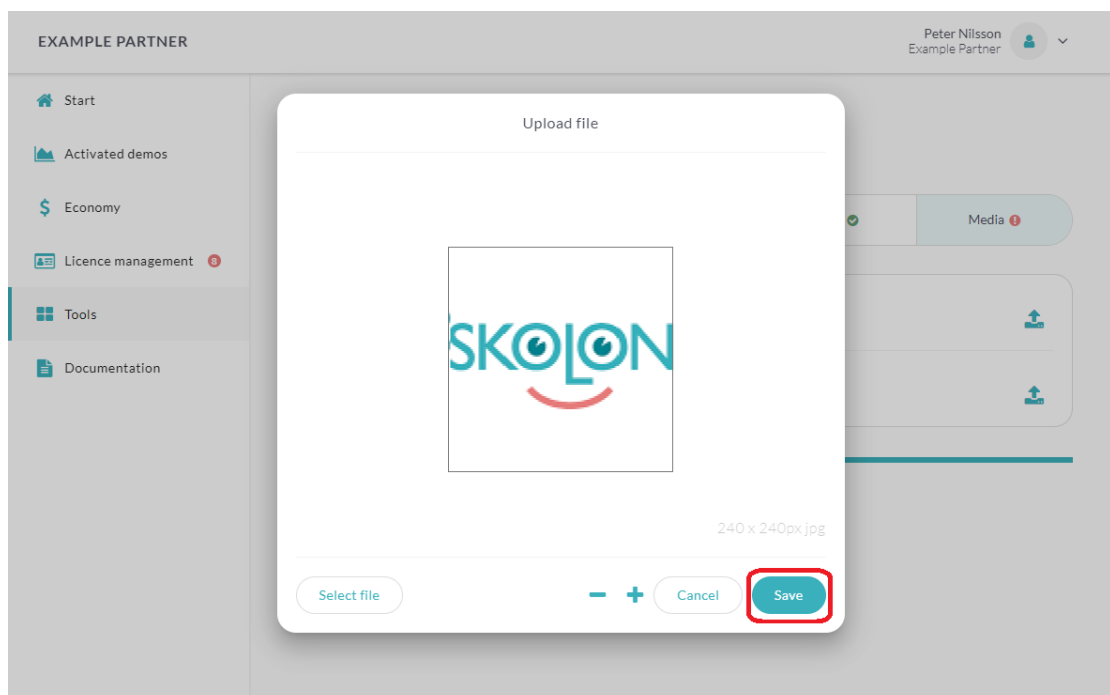 EXAMPLE PARTNER
Peter Nilsson
Example Partner
Start
Activated demos
Economy
Licence management 8
Tools
Documentation
Upload file
Media
SKOLON
240 x 240px jpg
Select file
Cancel
Save